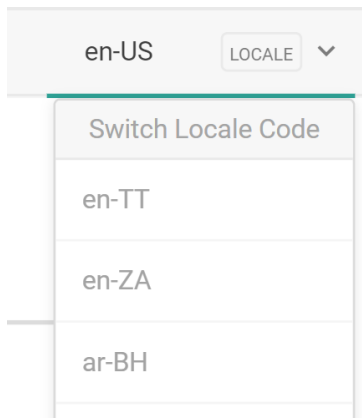 en-US LOCALE
Switch Locale Code
en-TT
en-ZA
ar-BH